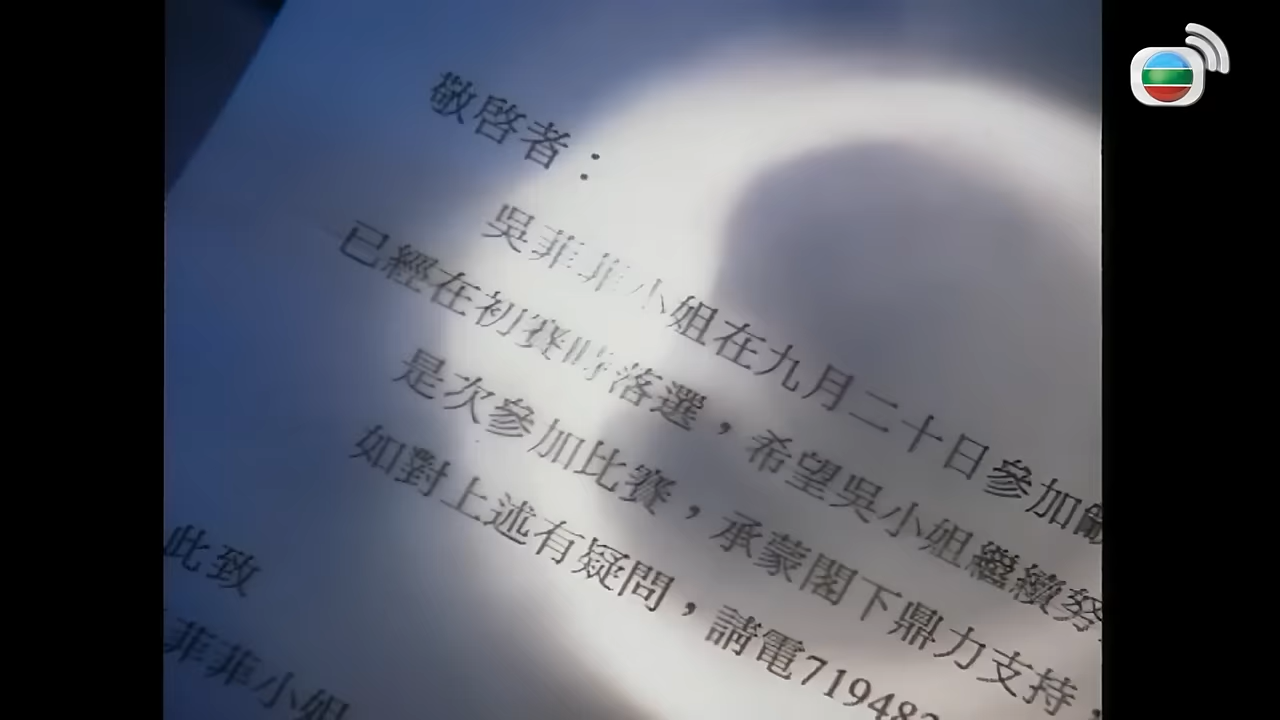 敬啓者：
吳菲菲小姐在九月二十日參加
已經在初賽時落選，希望吳小姐繼續努
是次參加比賽，承蒙閣下鼎力支持，
如對上述有疑問，請電71948
此致
菲菲小姐